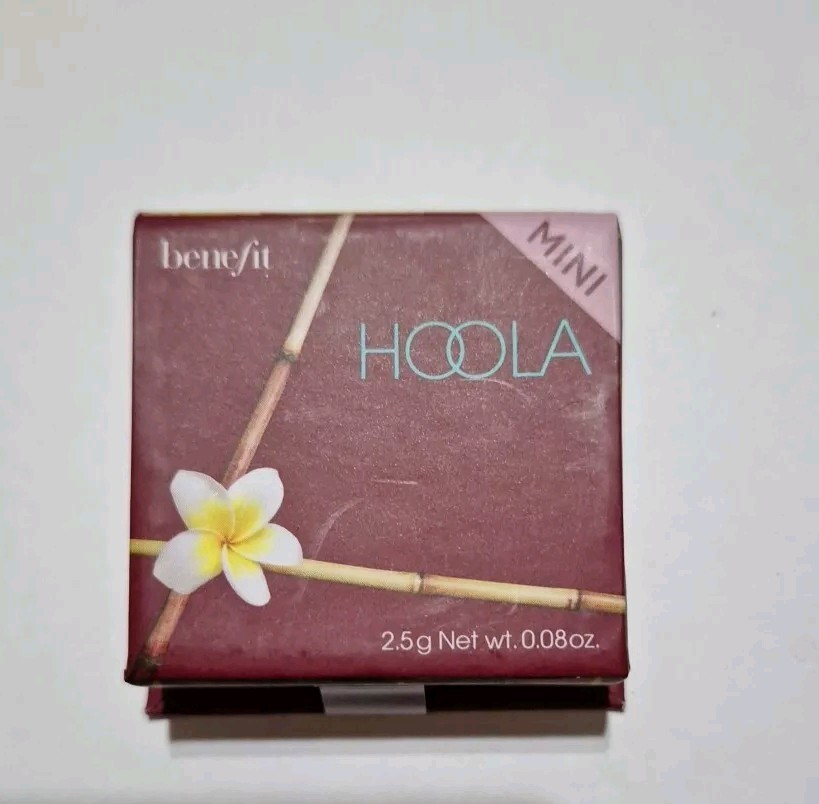 benefit
MINI
HOOLA
2.5g Net wt. 0.08oz.